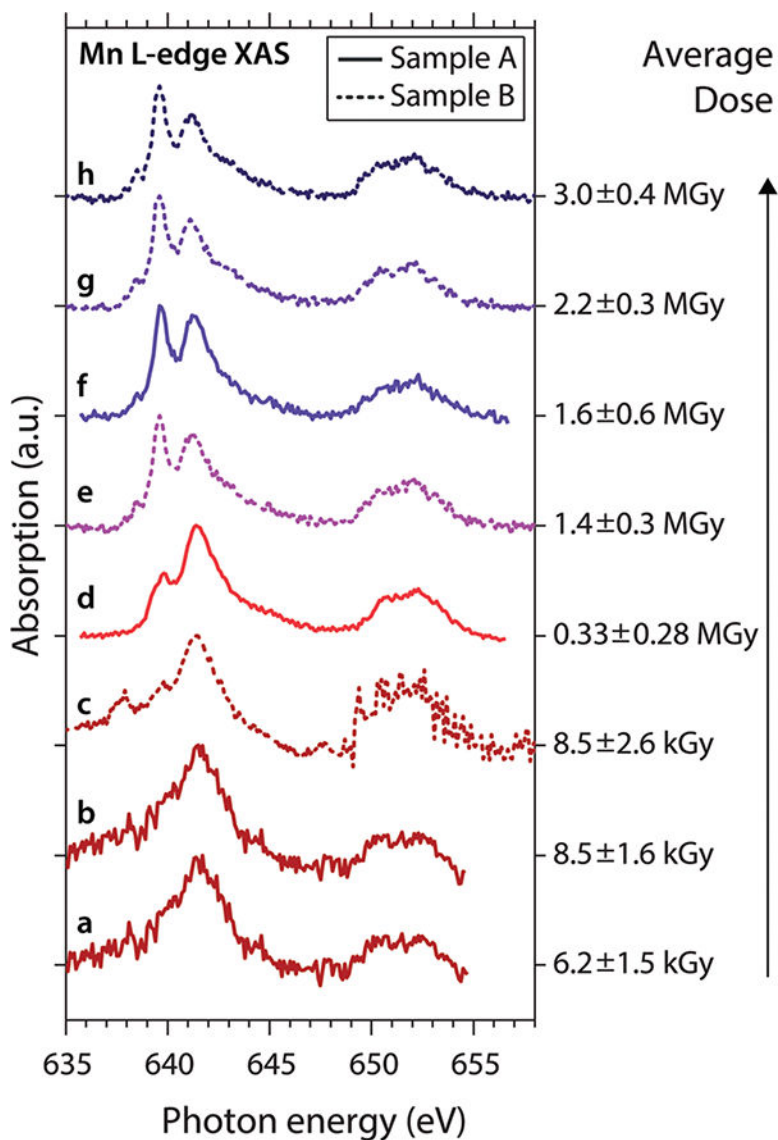 Mn L-edge XAS
Sample A
Sample B
Average
Dose
h
3.0±0.4 MGy
g
2.2±0.3 MGy
f
1.6±0.6 MGy
e
1.4±0.3 MGy
d
0.33±0.28 MGy
c
8.5±2.6 kGy
b
8.5±1.6 kGy
a
6.2±1.5 kGy
Absorption (a.u.)
635 640 645 650 655
Photon energy (eV)